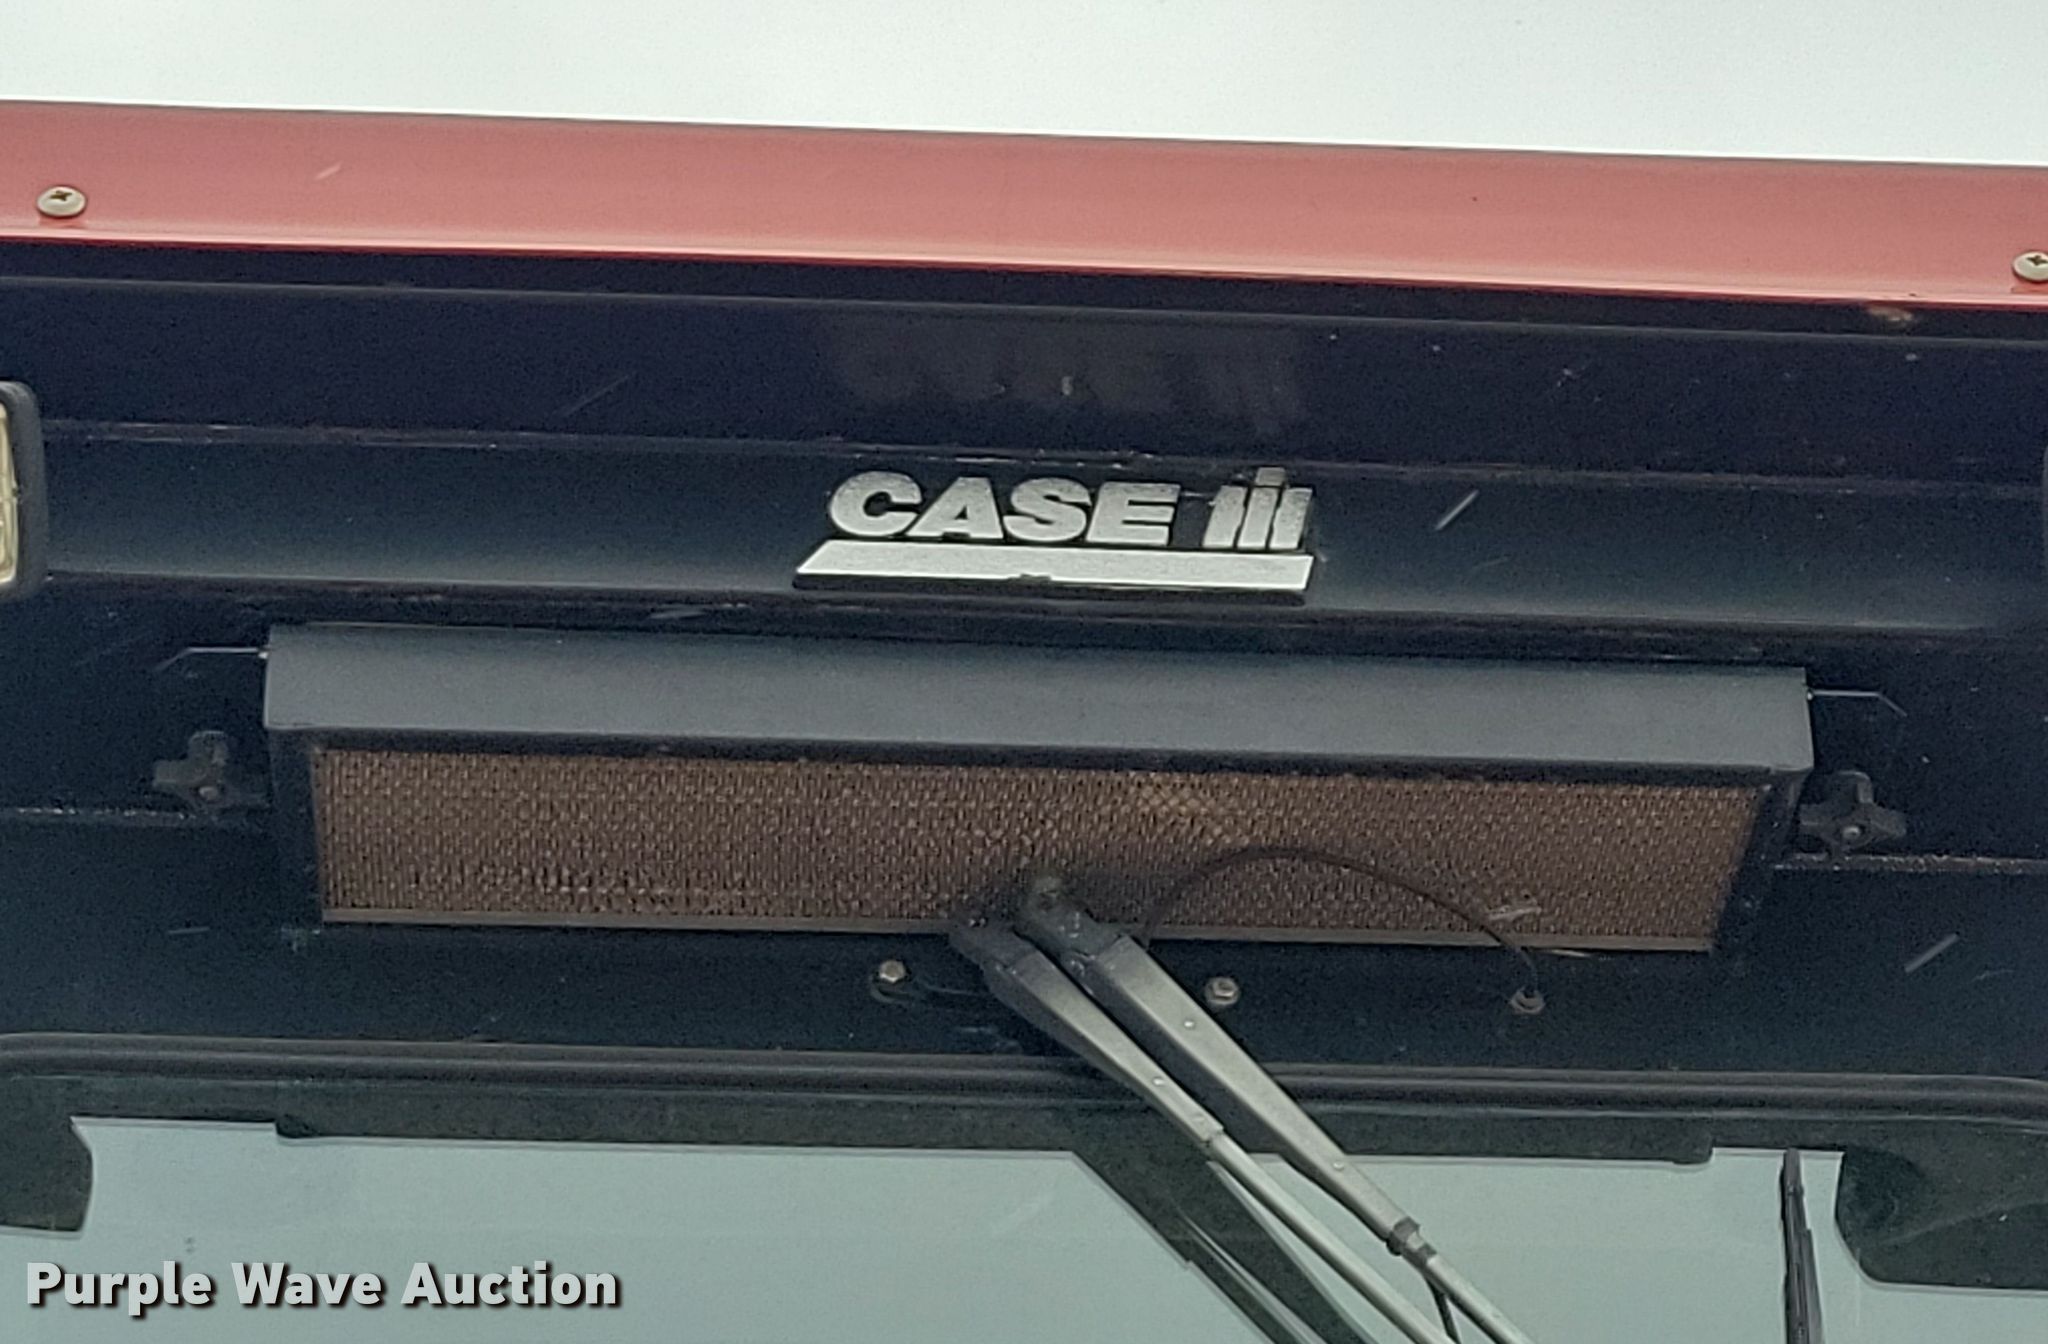 CASE IH
Purple Wave Auction